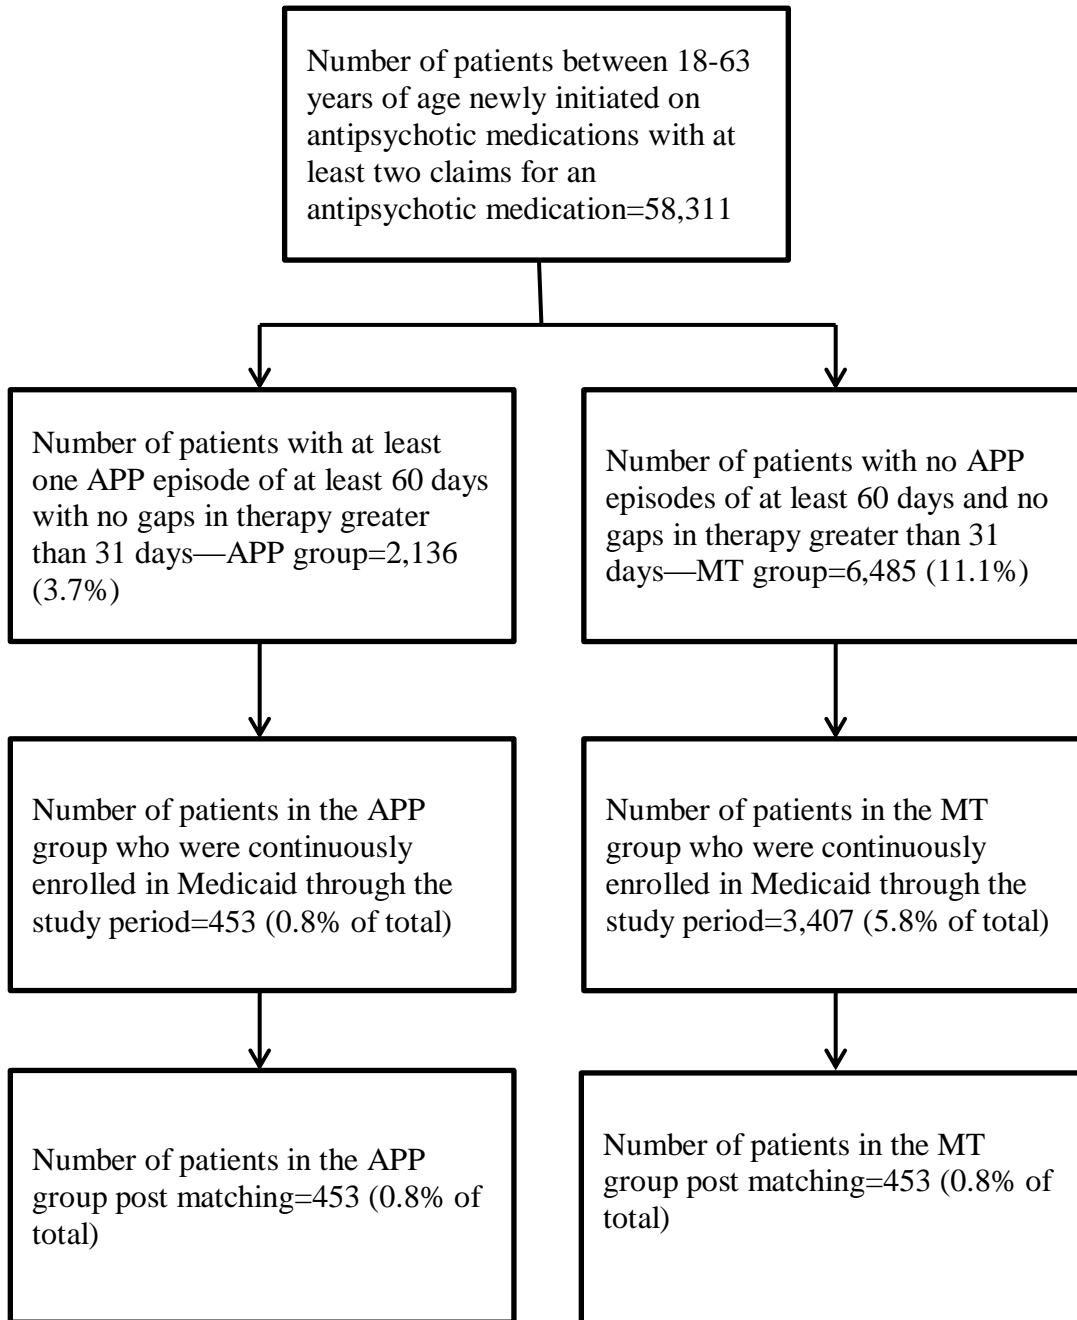 Number of patients between 18-63
years of age newly initiated on
antipsychotic medications with at
least two claims for an
antipsychotic medication=58,311
Number of patients with at least
one APP episode of at least 60 days
with no gaps in therapy greater
than 31 days—APP group=2,136
(3.7%)
Number of patients with no APP
episodes of at least 60 days and no
gaps in therapy greater than 31
days—MT group=6,485 (11.1%)
Number of patients in the APP
group who were continuously
enrolled in Medicaid through the
study period=453 (0.8% of total)
Number of patients in the MT
group who were continuously
enrolled in Medicaid through the
study period=3,407 (5.8% of total)
Number of patients in the APP
group post matching=453 (0.8% of
total)
Number of patients in the MT
group post matching=453 (0.8% of
total)